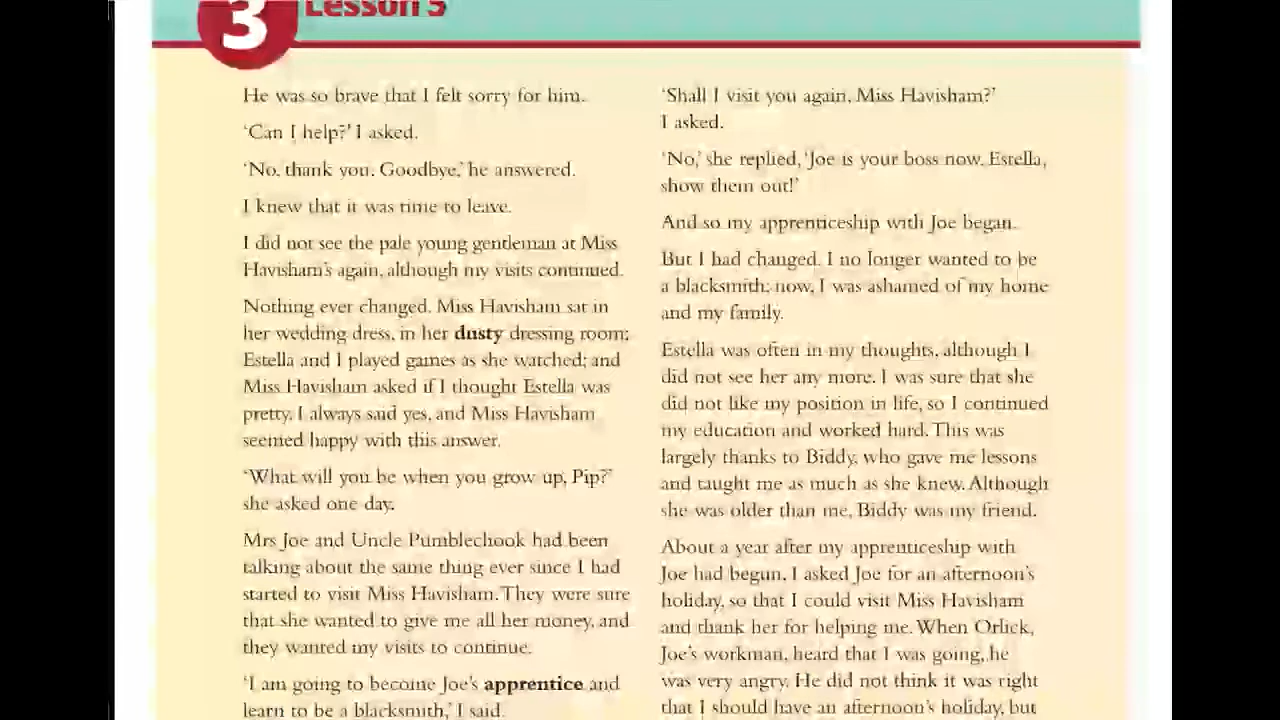 3
Lesson 3
He was so brave that I felt sorry for him.
‘Can I help?’ I asked.
‘No, thank you. Goodbye,’ he answered.
I knew that it was time to leave.
I did not see the pale young gentleman at Miss
Havisham’s again, although my visits continued.
Nothing ever changed. Miss Havisham sat in
her wedding dress, in her dusty dressing room;
Estella and I played games as she watched; and
Miss Havisham asked if I thought Estella was
pretty. I always said yes, and Miss Havisham
seemed happy with this answer.
‘What will you be when you grow up, Pip?’
she asked one day.
Mrs Joe and Uncle Pumblechook had been
talking about the same thing ever since I had
started to visit Miss Havisham. They were sure
that she wanted to give me all her money, and
they wanted my visits to continue.
‘I am going to become Joe’s apprentice and
learn to be a blacksmith,’ I said.
‘Shall I visit you again, Miss Havisham?’
I asked.
‘No,’ she replied, ‘Joe is your boss now. Estella,
show them out!’
And so my apprenticeship with Joe began.
But I had changed. I no longer wanted to be
a blacksmith; now, I was ashamed of my home
and my family.
Estella was often in my thoughts, although I
did not see her any more. I was sure that she
did not like my position in life, so I continued
my education and worked hard. This was
largely thanks to Biddy, who gave me lessons
and taught me as much as she knew. Although
she was older than me, Biddy was my friend.
About a year after my apprenticeship with
Joe had begun, I asked Joe for an afternoon’s
holiday, so that I could visit Miss Havisham
and thank her for helping me. When Orlick,
Joe’s workman, heard that I was going, he
was very angry. He did not think it was right
that I should have an afternoon’s holiday, but